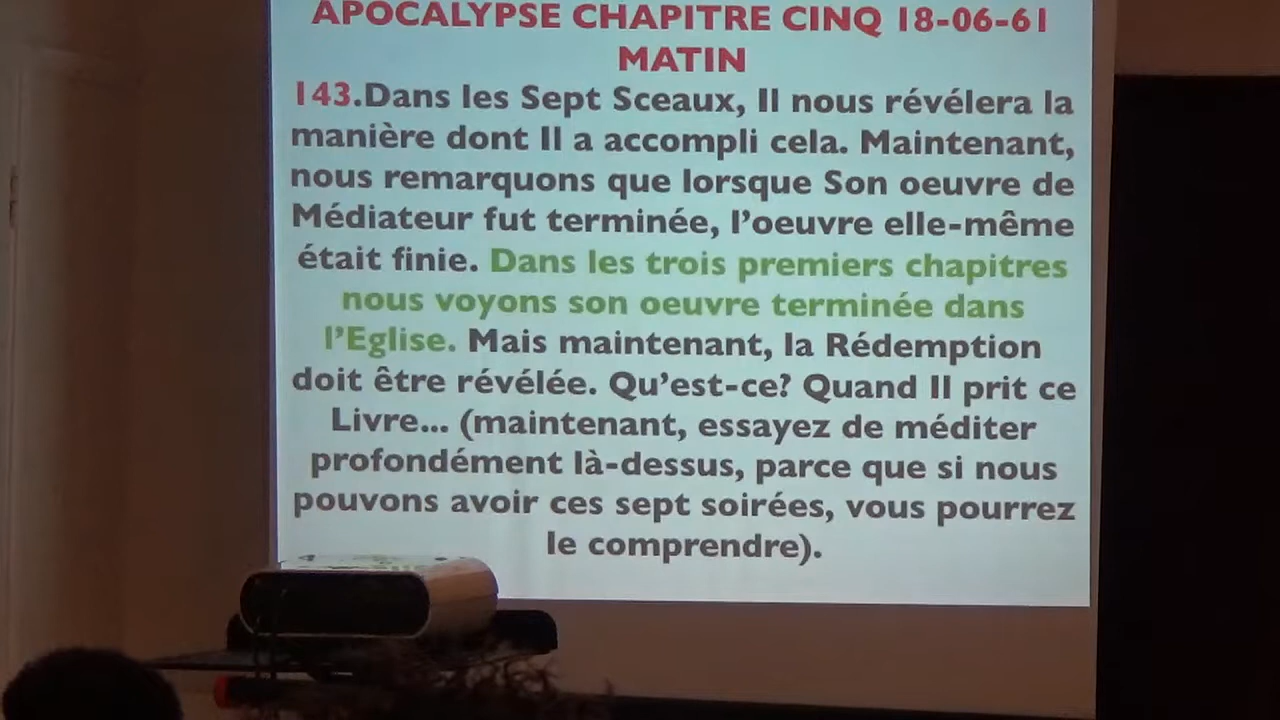 APOCALYPSE CHAPITRE CINQ 18-06-61
MATIN
143.Dans les Sept Sceaux, Il nous révélera la
manière dont Il a accompli cela. Maintenant,
nous remarquons que lorsque Son oeuvre de
Médiateur fut terminée, l’oeuvre elle-même
était finie. Dans les trois premiers chapitres
nous voyons son oeuvre terminée dans
l’Eglise. Mais maintenant, la Rédemption
doit être révélée. Qu’est-ce? Quand Il prit ce
Livre... (maintenant, essayez de méditer
profondément là-dessus, parce que si nous
pouvons avoir ces sept soirées, vous pourrez
le comprendre).